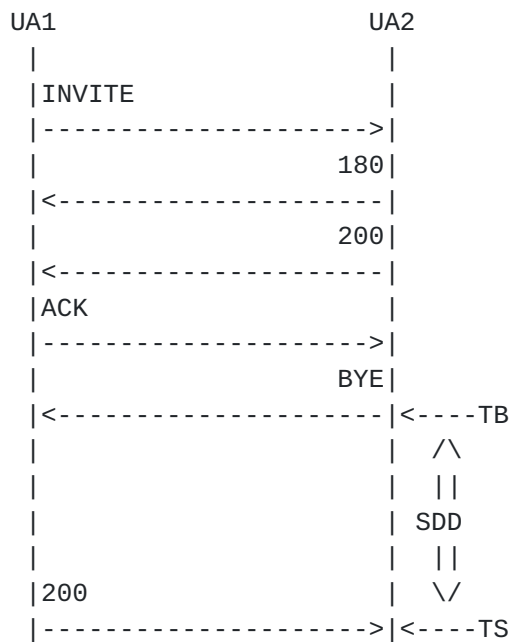 UA1                    UA2
 |                      |
 |INVITE                |
 |--------------------->|
 |                   180|
 |<---------------------|
 |                   200|
 |<---------------------|
 |ACK                   |
 |--------------------->|
 |                   BYE|
 |<---------------------|<----TB
 |                      |  /\
 |                      |  ||
 |                      | SDD
 |                      |  ||
 |200                   |  \/
 |--------------------->|<----TS